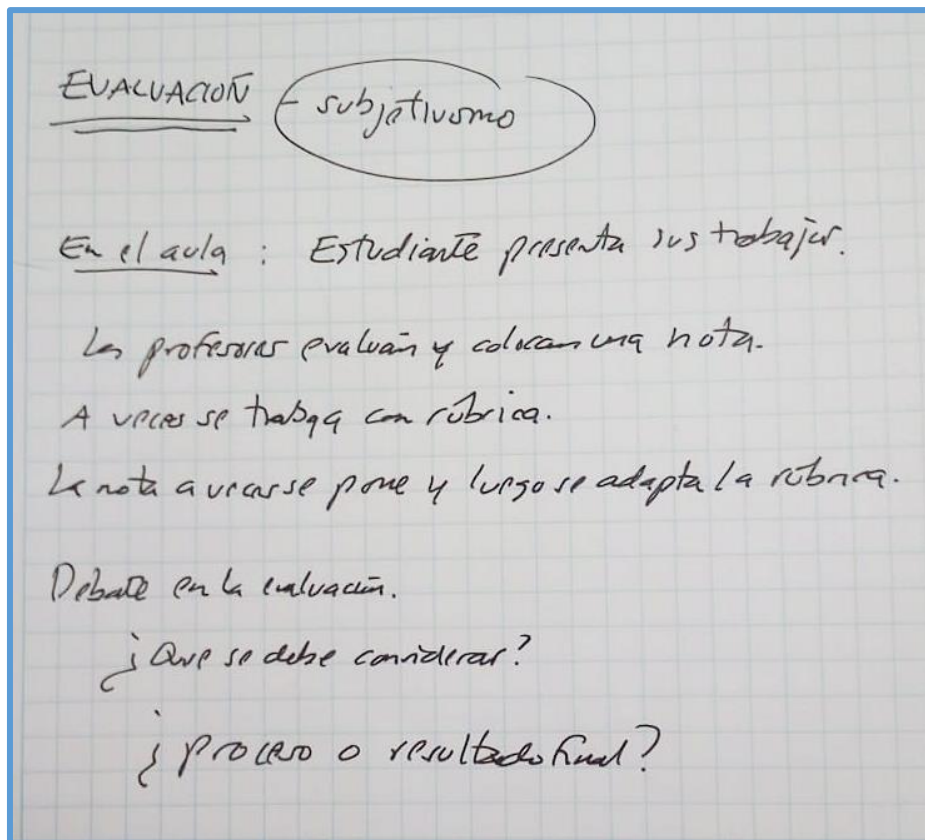 EVALUACIÓN - subjetivismo
En el aula : Estudiante presenta sus trabajos.
Los profesores evalúan y colocan una nota.
A veces se trabaja con rúbrica.
La nota a veces se pone y luego se adapta la rúbrica.
Debate en la evaluación.
¿Que se debe considerar?
¿Proceso o resultado final?